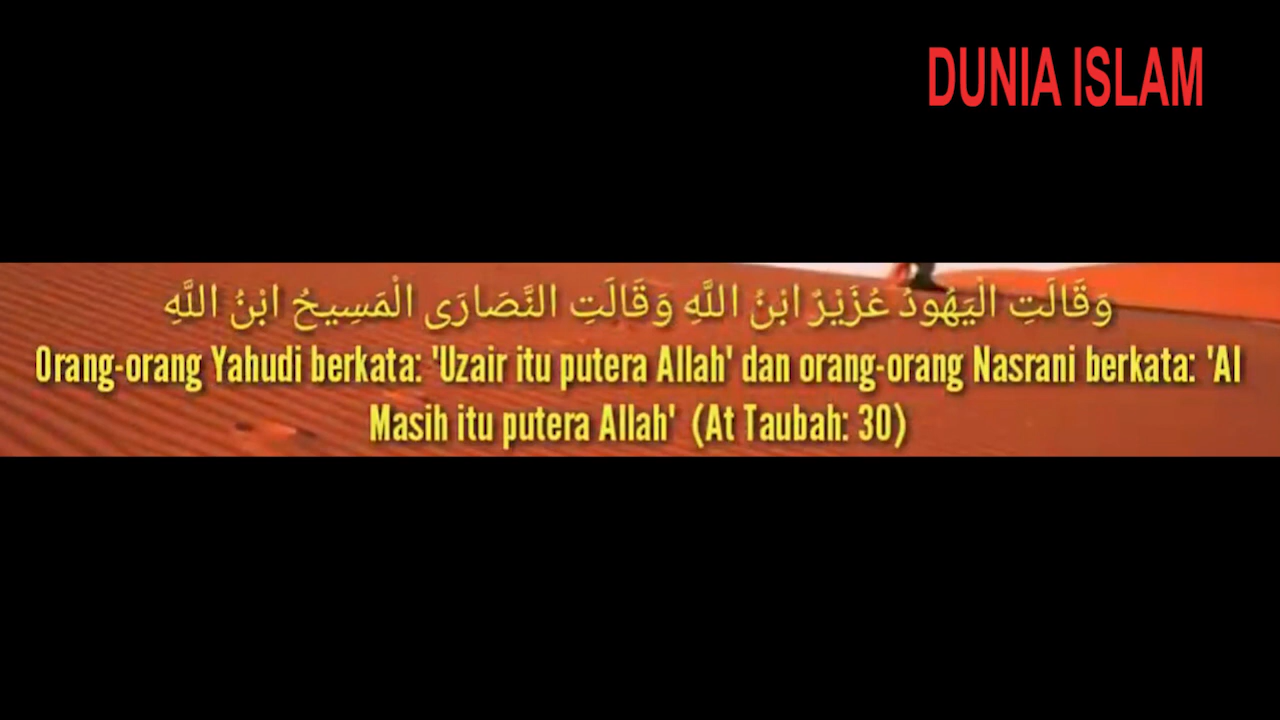 DUNIA ISLAM
وَقَالَتِ الْيَهُودُ عُزَيْرٌ ابْنُ اللَّهِ وَقَالَتِ النَّصَارَى الْمَسِيحُ ابْنُ اللَّهِ
Orang-orang Yahudi berkata: 'Uzair itu putera Allah' dan orang-orang Nasrani berkata: 'Al
Masih itu putera Allah' (At Taubah: 30)